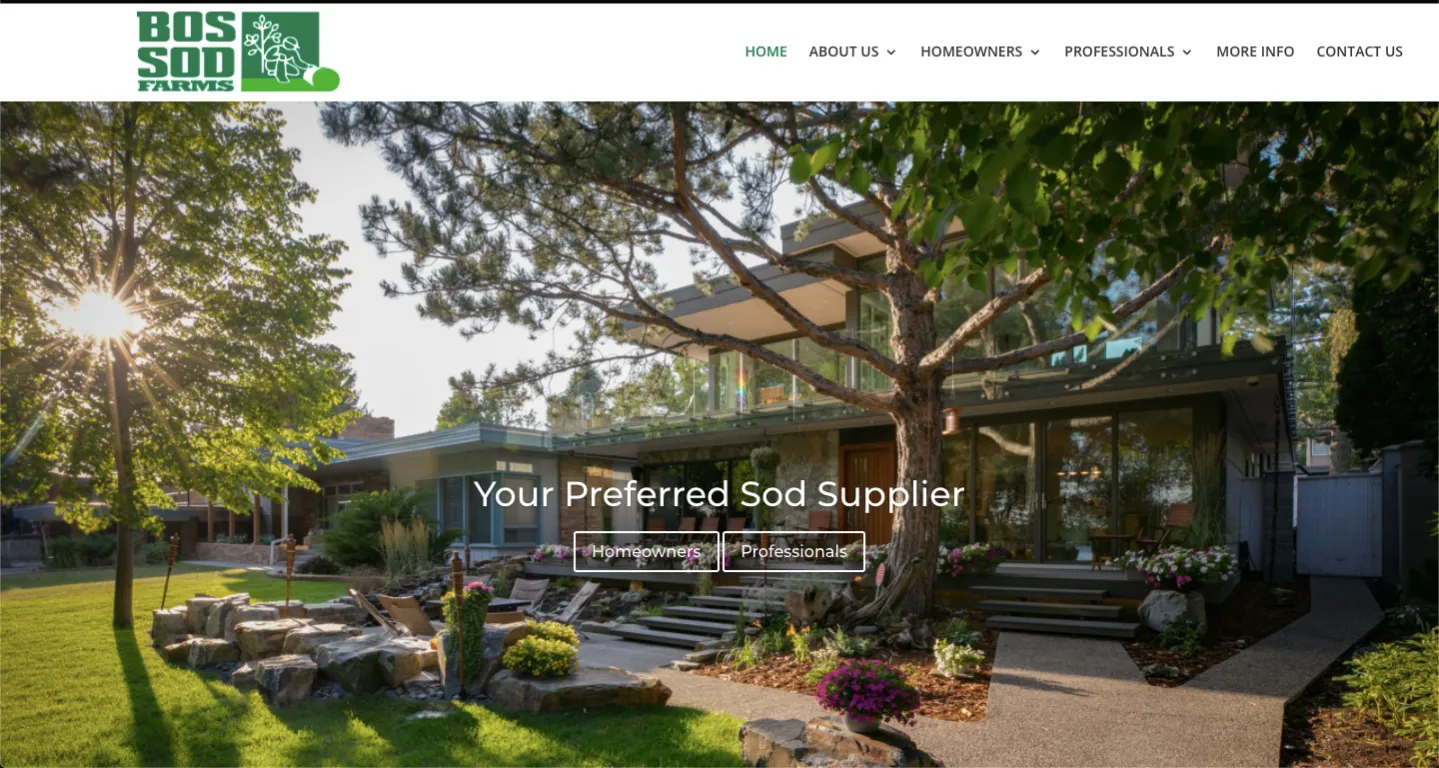 BOS
SOD
FARMS
HOME ABOUT US HOMEOWNERS PROFESSIONALS MORE INFO CONTACT US
Your Preferred Sod Supplier
Homeowners Professionals